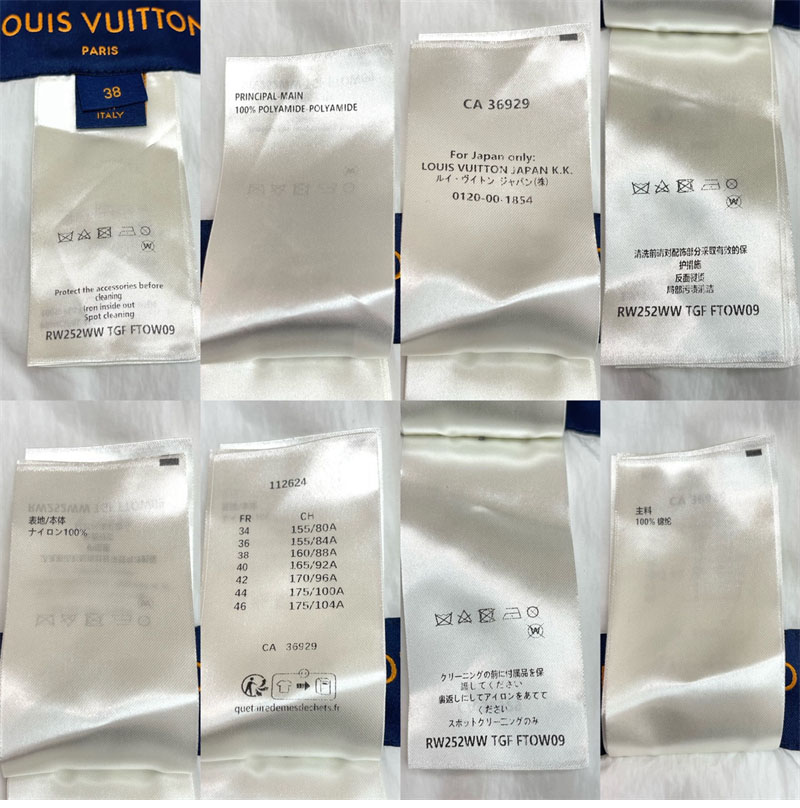 LOUIS VUITTON
PARIS
38
ITALY
W
Protect the accessories before
cleaning
Iron inside out
Spot cleaning
RW252WW TGF FTOW09
PRINCIPAL-MAIN
100% POLYAMIDE-POLYAMIDE
CA 36929
For Japan only:
LOUIS VUITTON JAPAN K.K.
ルイ・ヴィトン ジャパン(株)
0120-00-1854
W
清洗前请对配饰部分采取有效的保
护措施
反面熨烫
局部污渍清洁
RW252WW TGF FTOW09
表地/本体
ナイロン100%
112624
FR CH
34 155/80A
36 155/84A
38 160/88A
40 165/92A
42 170/96A
44 175/100A
46 175/104A
CA 36929
quefairedemesdechets.fr
W
クリーニングの前に付属品を保
護してください
裏返しにしてアイロンをあてて
ください
スポットクリーニングのみ
RW252WW TGF FTOW09
主料
100% 锦纶